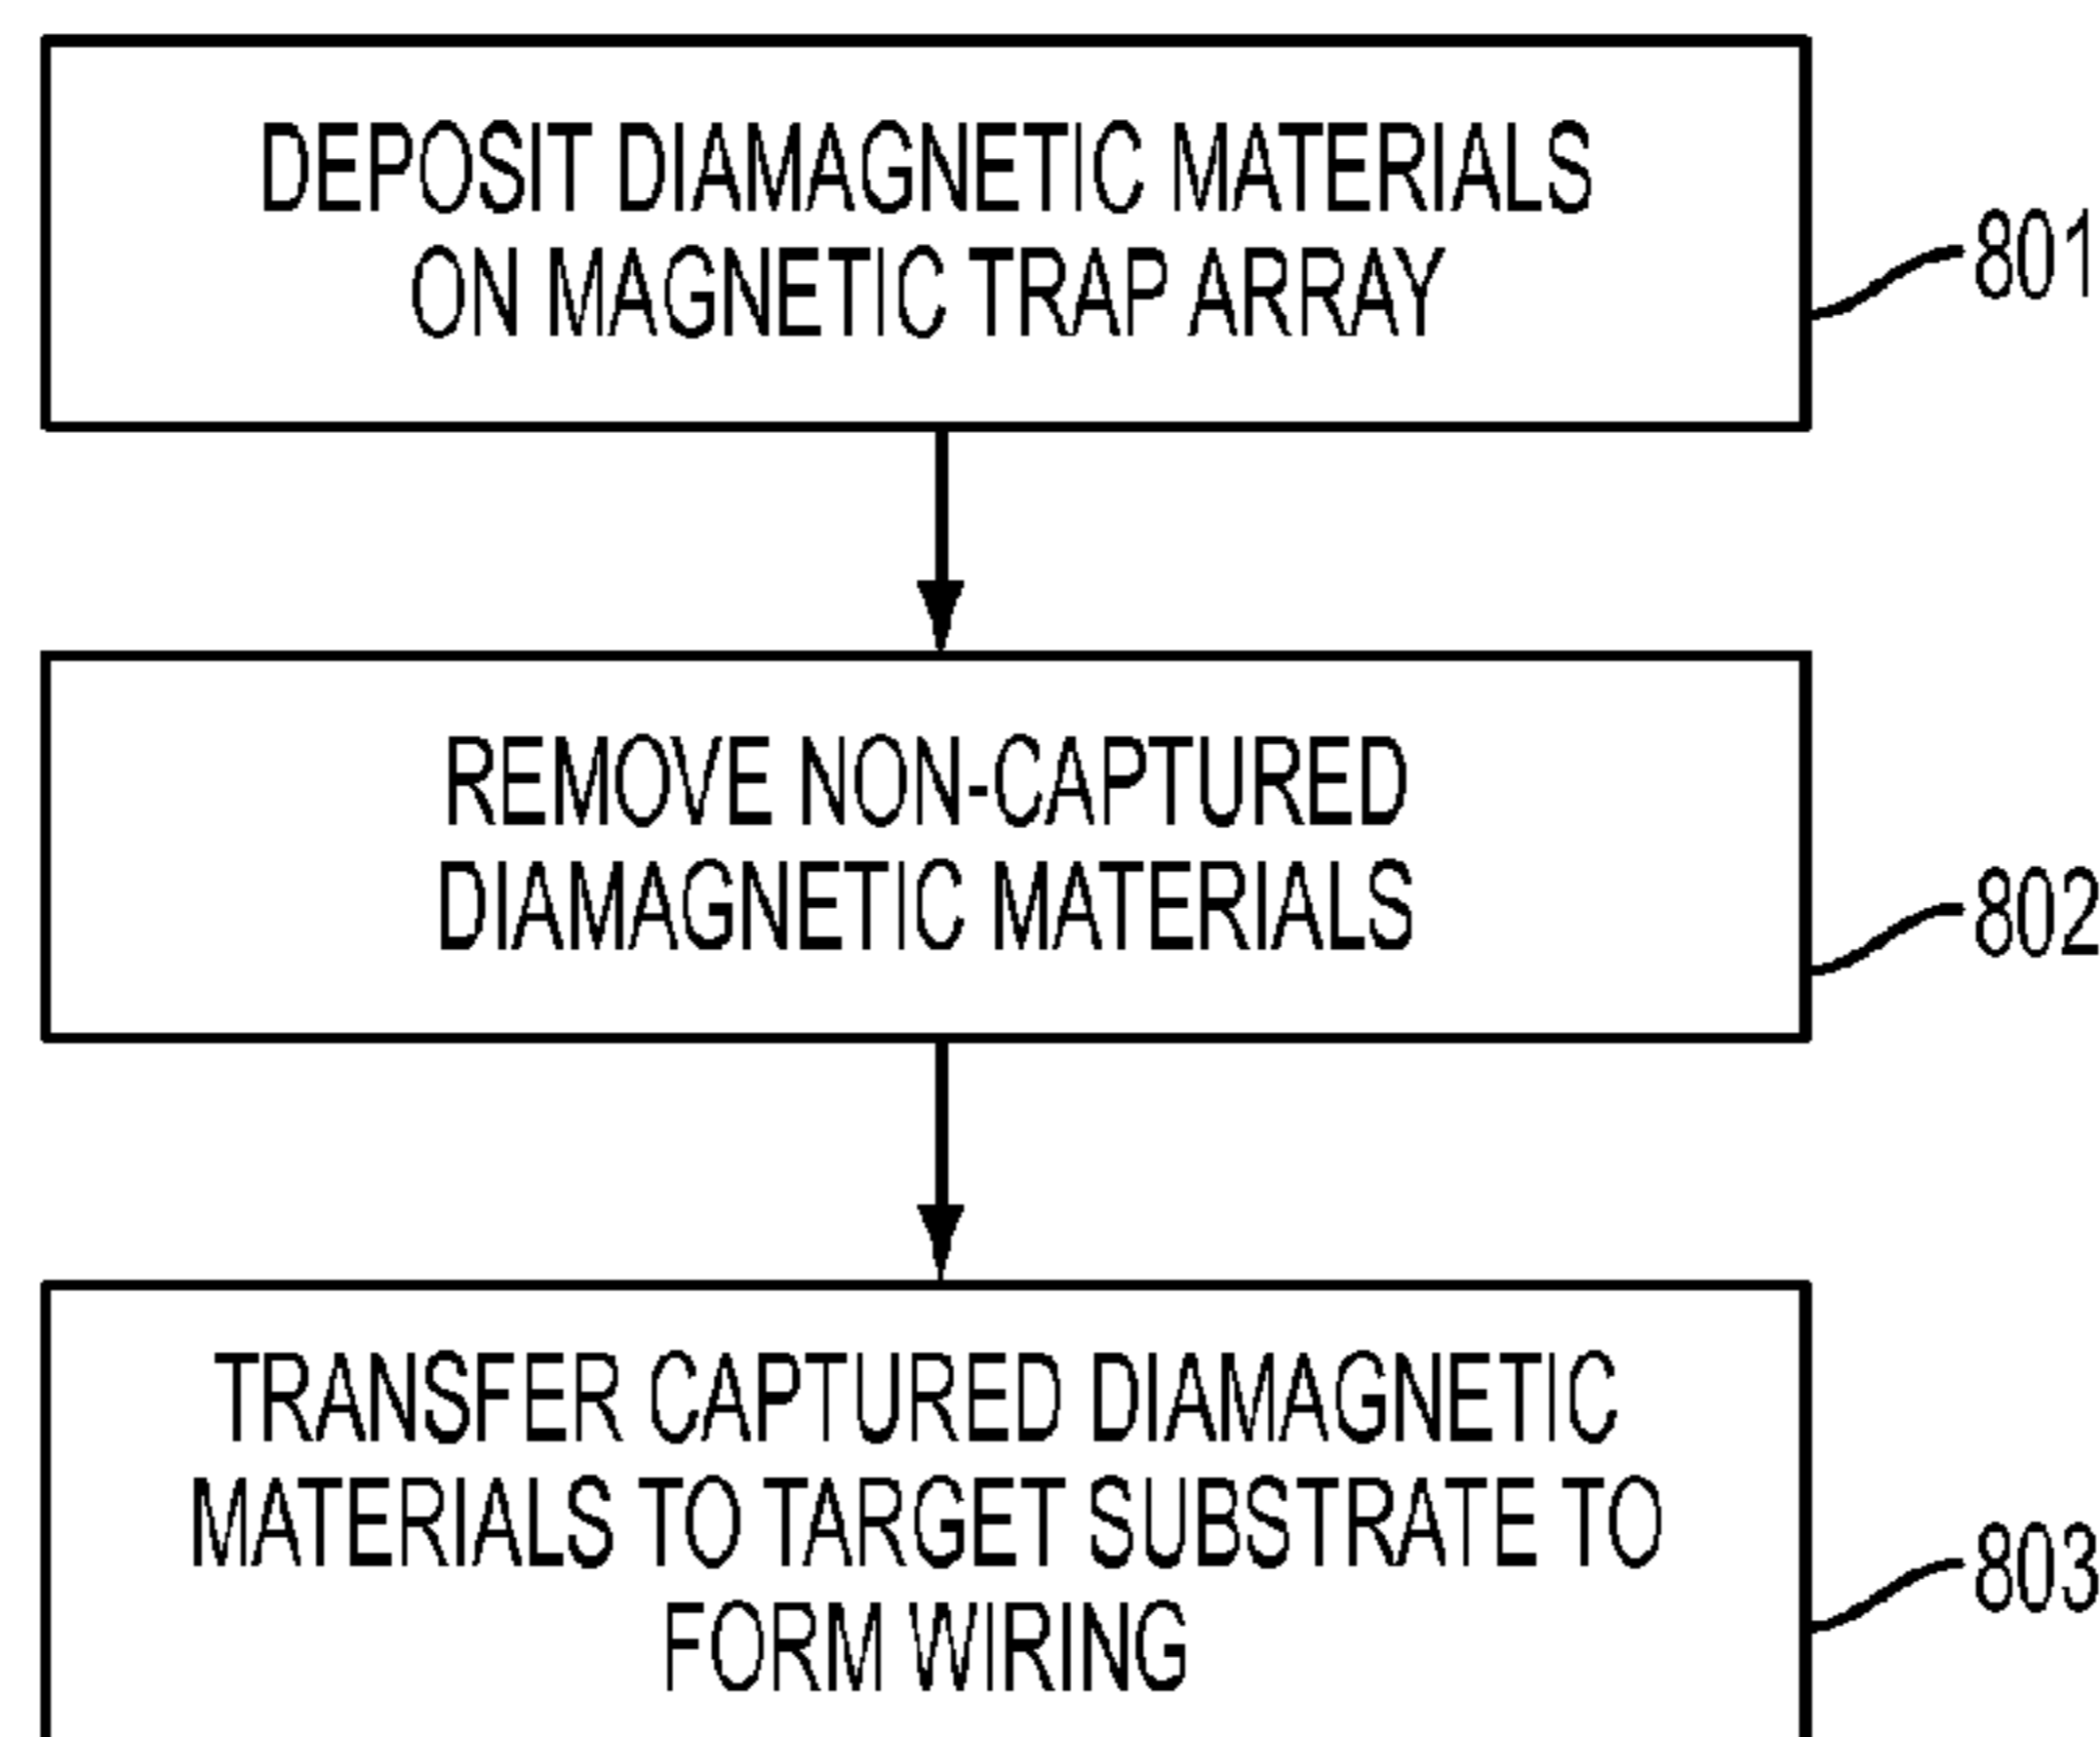 DEPOSIT DIAMAGNETIC MATERIALS
ON MAGNETIC TRAP ARRAY
801
REMOVE NON-CAPTURED
DIAMAGNETIC MATERIALS
802
TRANSFER CAPTURED DIAMAGNETIC
MATERIALS TO TARGET SUBSTRATE TO
FORM WIRING
803